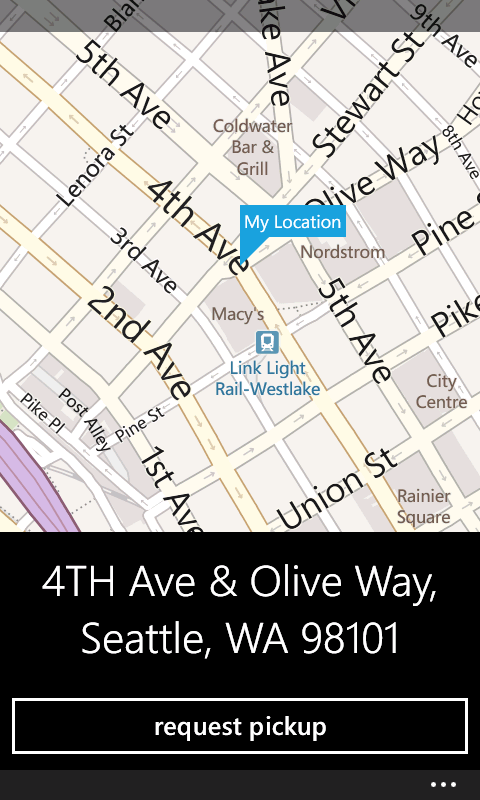 9th Ave
5th Ave
Stewart St
8th Ave
Coldwater
Bar &
Grill
Lenora St
Olive Way
4th Ave
My Location
Pine
Nordstrom
3rd Ave
5th Ave
2nd Ave
Macy's
Pike
Link Light
Rail-Westlake
City
Centre
Post Alley
Pike Pl
Pine St
1st Ave
Union St
Rainier
Square
4TH Ave & Olive Way,
Seattle, WA 98101
request pickup